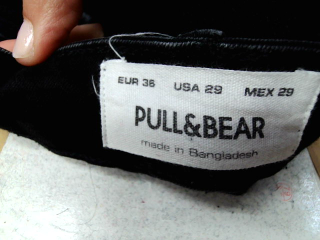 EUR 36 USA 29 MEX 29
PULL&BEAR
made in Bangladesh